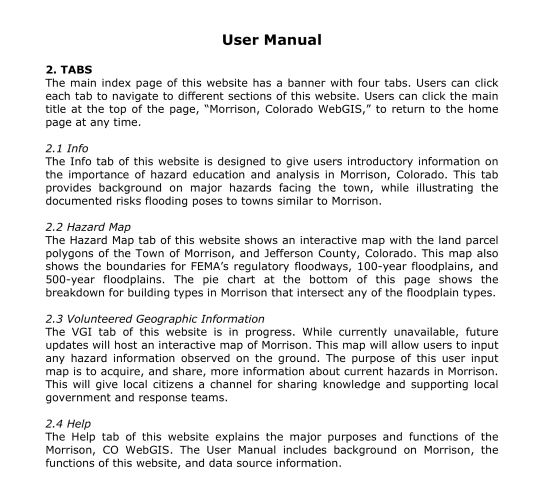 User Manual
2. TABS
The main index page of this website has a banner with four tabs. Users can click
each tab to navigate to different sections of this website. Users can click the main
title at the top of the page, “Morrison, Colorado WebGIS,” to return to the home
page at any time.
2.1 Info
The Info tab of this website is designed to give users introductory information on
the importance of hazard education and analysis in Morrison, Colorado. This tab
provides background on major hazards facing the town, while illustrating the
documented risks flooding poses to towns similar to Morrison.
2.2 Hazard Map
The Hazard Map tab of this website shows an interactive map with the land parcel
polygons of the Town of Morrison, and Jefferson County, Colorado. This map also
shows the boundaries for FEMA’s regulatory floodways, 100-year floodplains, and
500-year floodplains. The pie chart at the bottom of this page shows the
breakdown for building types in Morrison that intersect any of the floodplain types.
2.3 Volunteered Geographic Information
The VGI tab of this website is in progress. While currently unavailable, future
updates will host an interactive map of Morrison. This map will allow users to input
any hazard information observed on the ground. The purpose of this user input
map is to acquire, and share, more information about current hazards in Morrison.
This will give local citizens a channel for sharing knowledge and supporting local
government and response teams.
2.4 Help
The Help tab of this website explains the major purposes and functions of the
Morrison, CO WebGIS. The User Manual includes background on Morrison, the
functions of this website, and data source information.